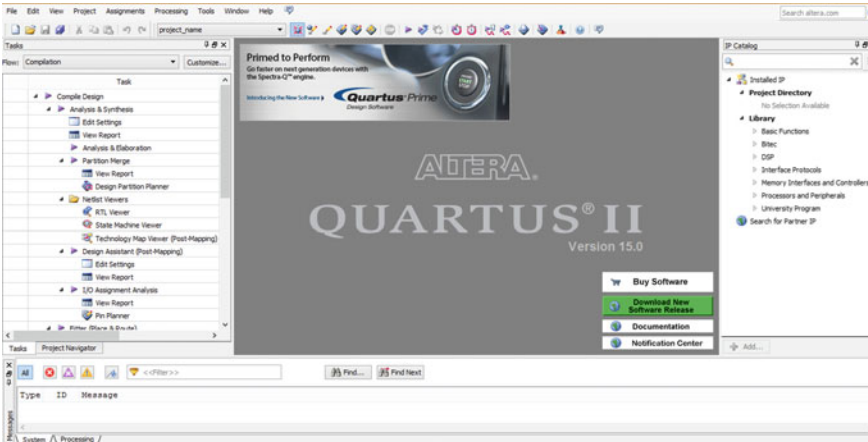 File Edit View Project Assignments Processing Tools Window Help
Search altera.com
project_name
Tasks
Flow: Compilation Customize...
Task
Compile Design
Analysis & Synthesis
Edit Settings
View Report
Analysis & Elaboration
Partition Merge
View Report
Design Partition Planner
Netlist Viewers
RTL Viewer
State Machine Viewer
Technology Map Viewer (Post-Mapping)
Design Assistant (Post-Mapping)
Edit Settings
View Report
I/O Assignment Analysis
View Report
Pin Planner
Fitter (Place & Route)
Tasks Project Navigator
Primed to Perform
Go faster on next generation devices with
the Spectra-Q™ engine.
Introducing the New Software
Quartus Prime
Design Software
ALTERA®
QUARTUS® II
Version 15.0
Buy Software
Download New
Software Release
Documentation
Notification Center
IP Catalog
Installed IP
Project Directory
No Selection Available
Library
Basic Functions
Bitec
DSP
Interface Protocols
Memory Interfaces and Controllers
Processors and Peripherals
University Program
Search for Partner IP
Add...
All <<Filter>> Find... Find Next
Type ID Message
Messages
System Processing